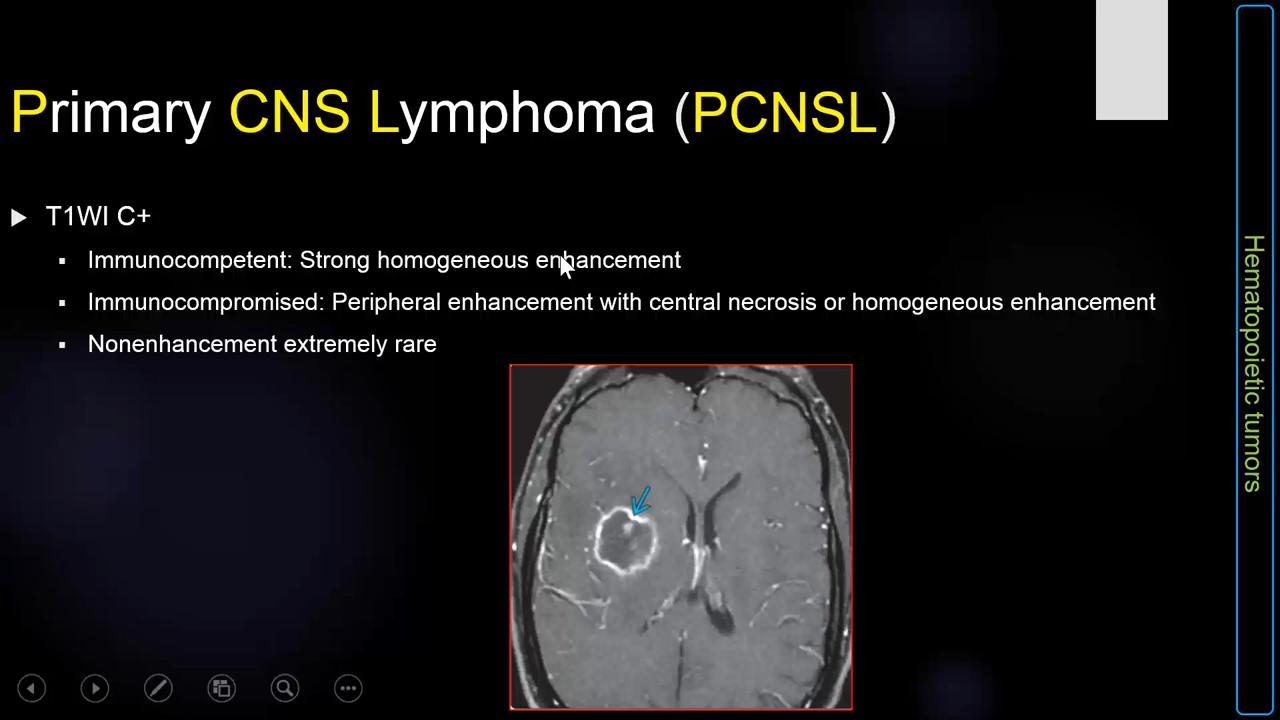 Primary CNS Lymphoma (PCNSL)
T1WI C+
Immunocompetent: Strong homogeneous enhancement
Immunocompromised: Peripheral enhancement with central necrosis or homogeneous enhancement
Nonenhancement extremely rare
Hematopoietic tumors